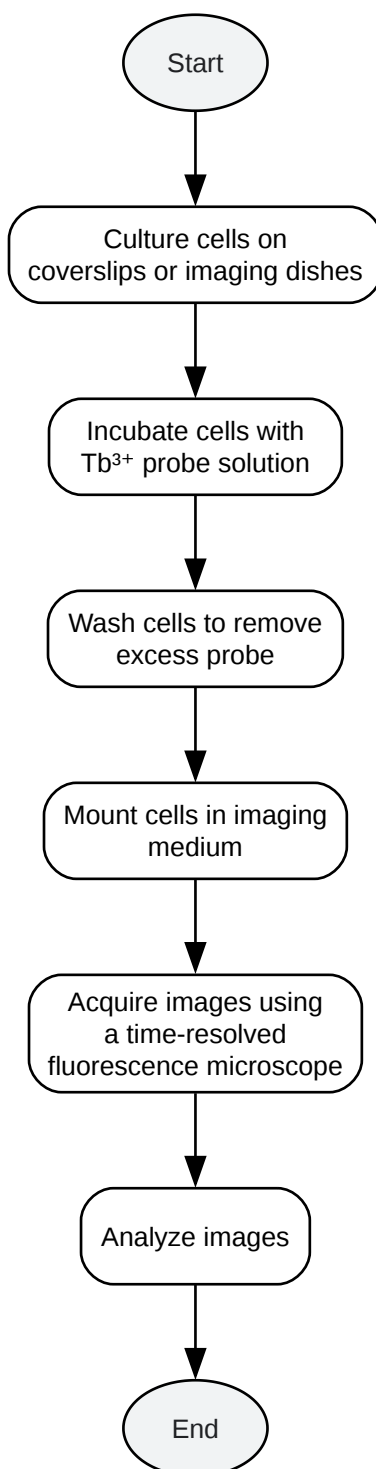 Start
Culture cells on
coverslips or imaging dishes
Incubate cells with
Tb³⁺ probe solution
Wash cells to remove
excess probe
Mount cells in imaging
medium
Acquire images using
a time-resolved
fluorescence microscope
Analyze images
End